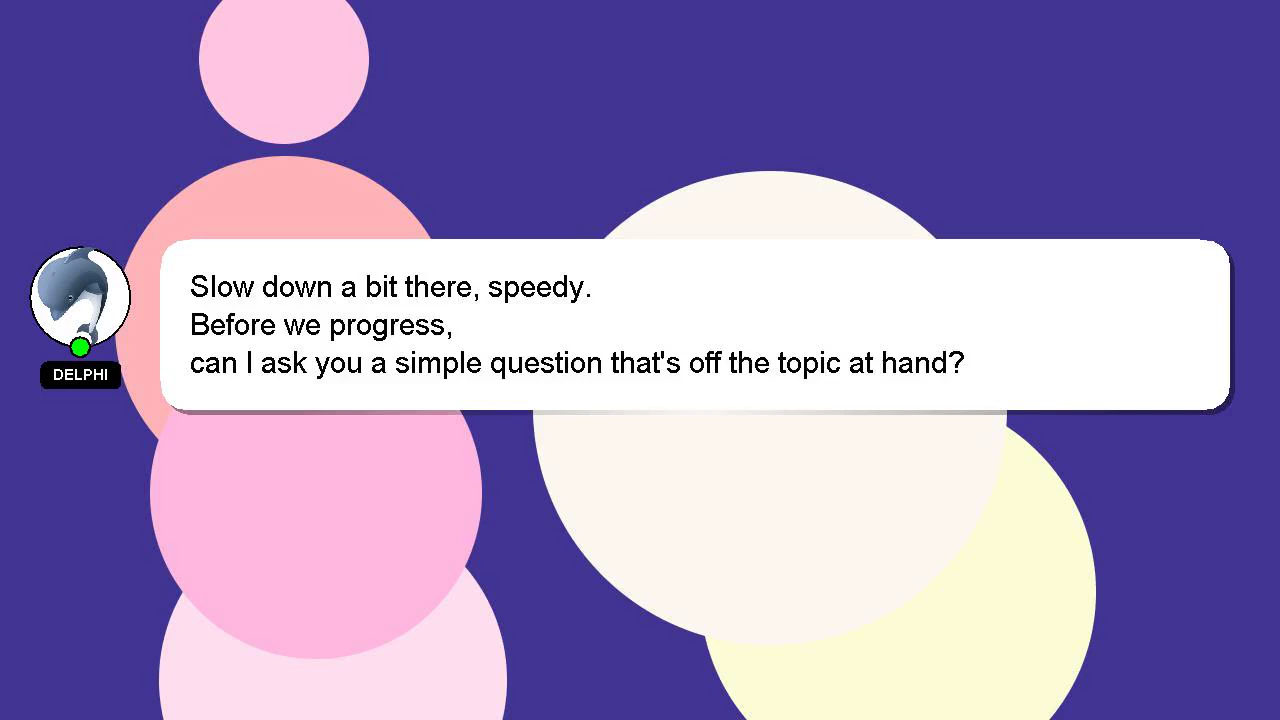 Slow down a bit there, speedy.
Before we progress,
can I ask you a simple question that's off the topic at hand?
DELPHI